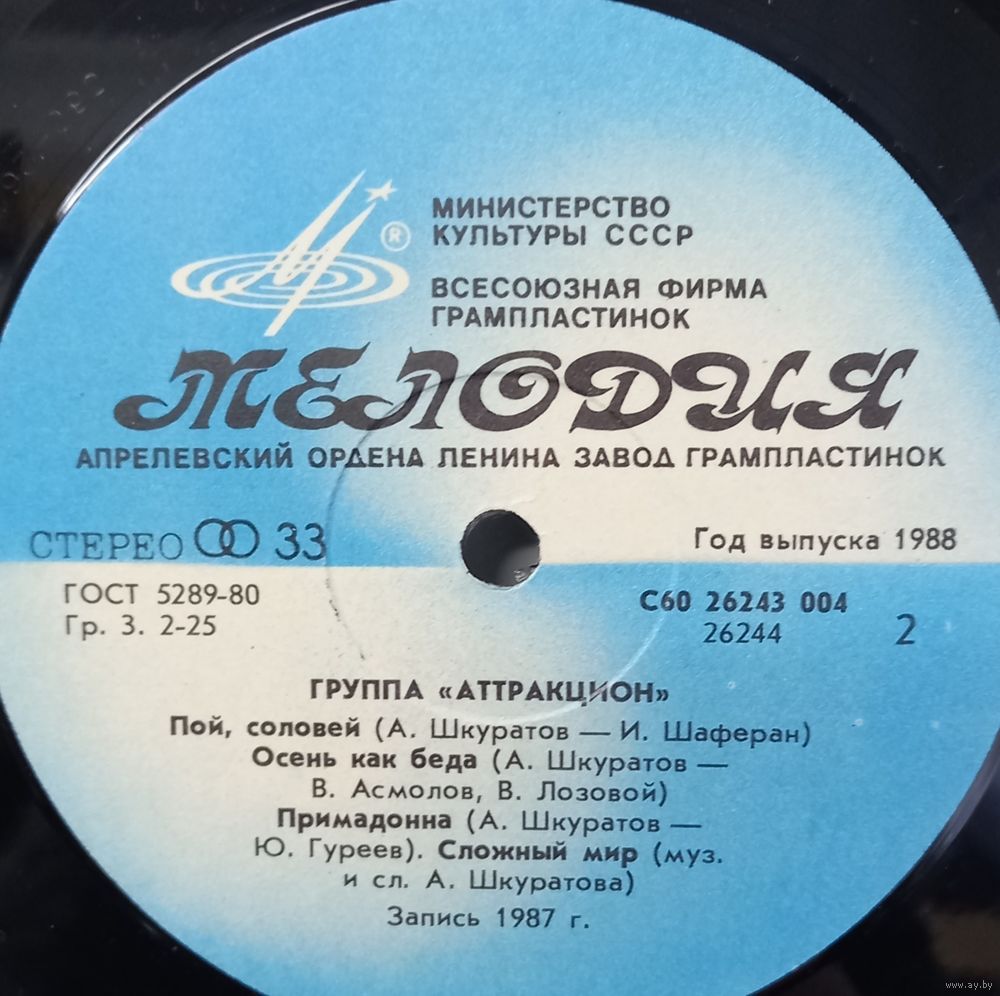 МИНИСТЕРСТВО
КУЛЬТУРЫ СССР
ВСЕСОЮЗНАЯ ФИРМА
ГРАМПЛАСТИНОК
®
МЕЛОДИЯ
АПРЕЛЕВСКИЙ ОРДЕНА ЛЕНИНА ЗАВОД ГРАМПЛАСТИНОК
СТЕРЕО 33
Год выпуска 1988
ГОСТ 5289-80
Гр. 3. 2-25
С60 26243 004
26244
2
ГРУППА «АТТРАКЦИОН»
Пой, соловей (А. Шкуратов — И. Шаферан)
Осень как беда (А. Шкуратов —
В. Асмолов, В. Лозовой)
Примадонна (А. Шкуратов —
Ю. Гуреев). Сложный мир (муз.
и сл. А. Шкуратова)
Запись 1987 г.
www.ay.by